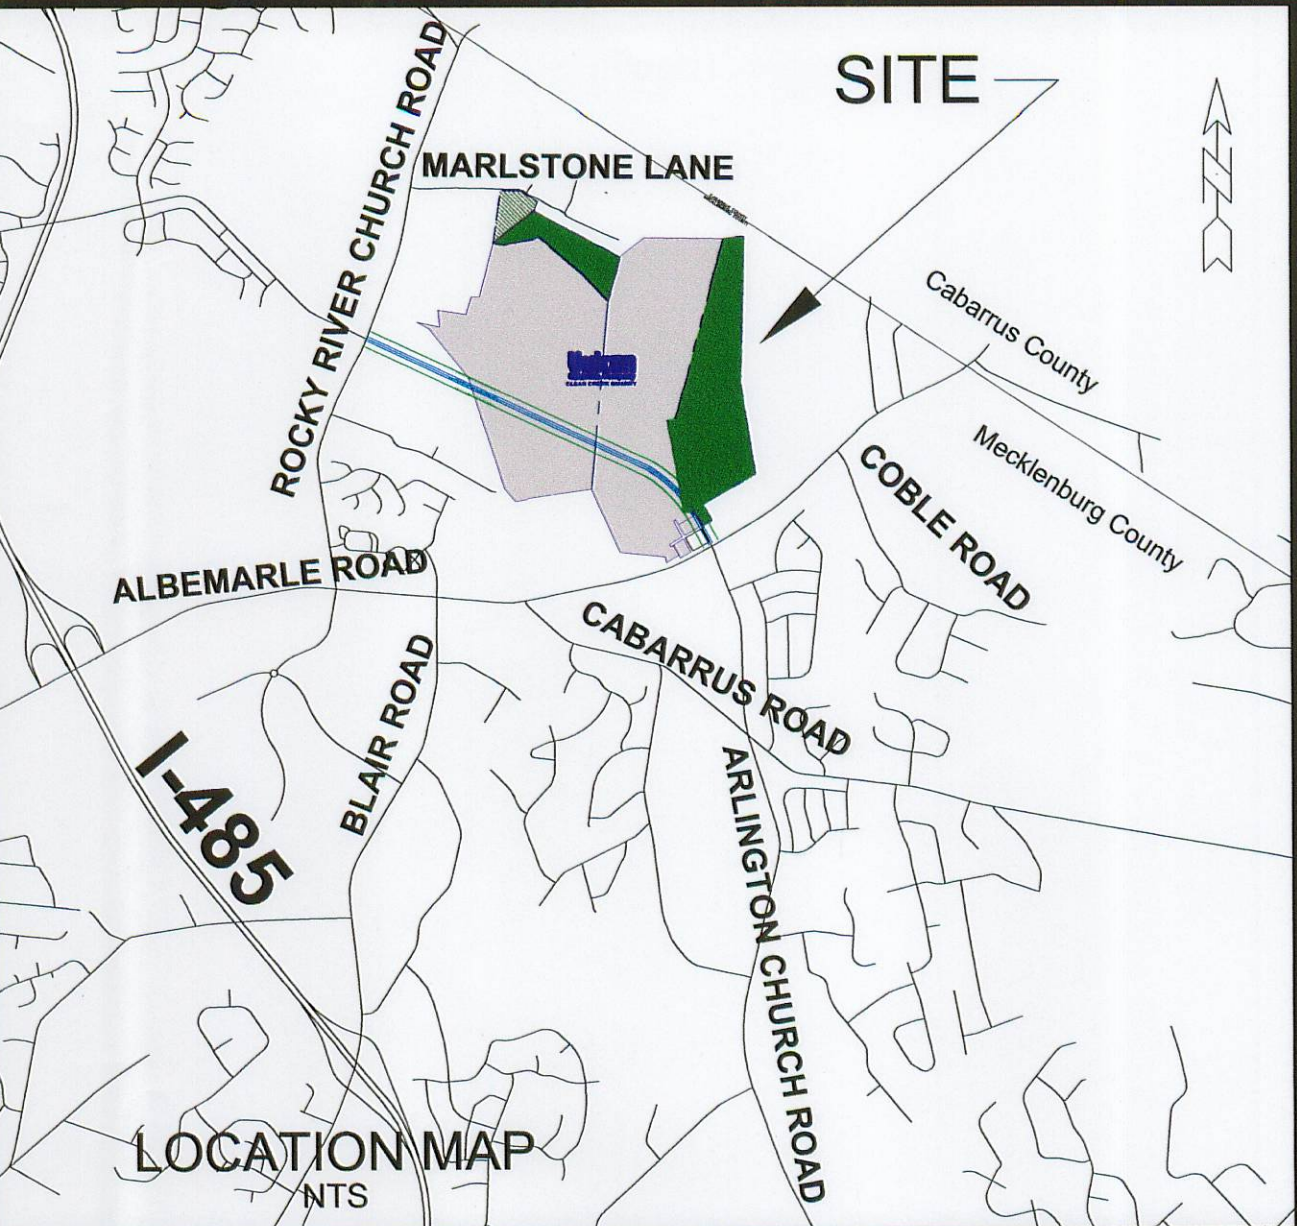 SITE
ROCKY RIVER CHURCH ROAD
MARLSTONE LANE
N
Cabarrus County
Mecklenburg County
COBLE ROAD
ALBEMARLE ROAD
CABARRUS ROAD
BLAIR ROAD
I-485
ARLINGTON CHURCH ROAD
LOCATION MAP
NTS